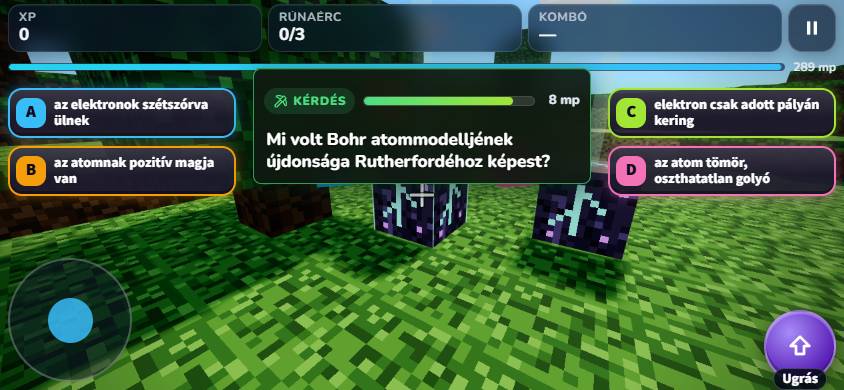 XP
0
RÚNAÉRC
0/3
KOMBÓ
—
289 mp
KÉRDÉS
8 mp
Mi volt Bohr atommodelljének
újdonsága Rutherfordéhoz képest?
A
az elektronok szétszórva
ülnek
B
az atomnak pozitív magja
van
C
elektron csak adott pályán
kering
D
az atom tömör,
oszthatatlan golyó
Ugrás